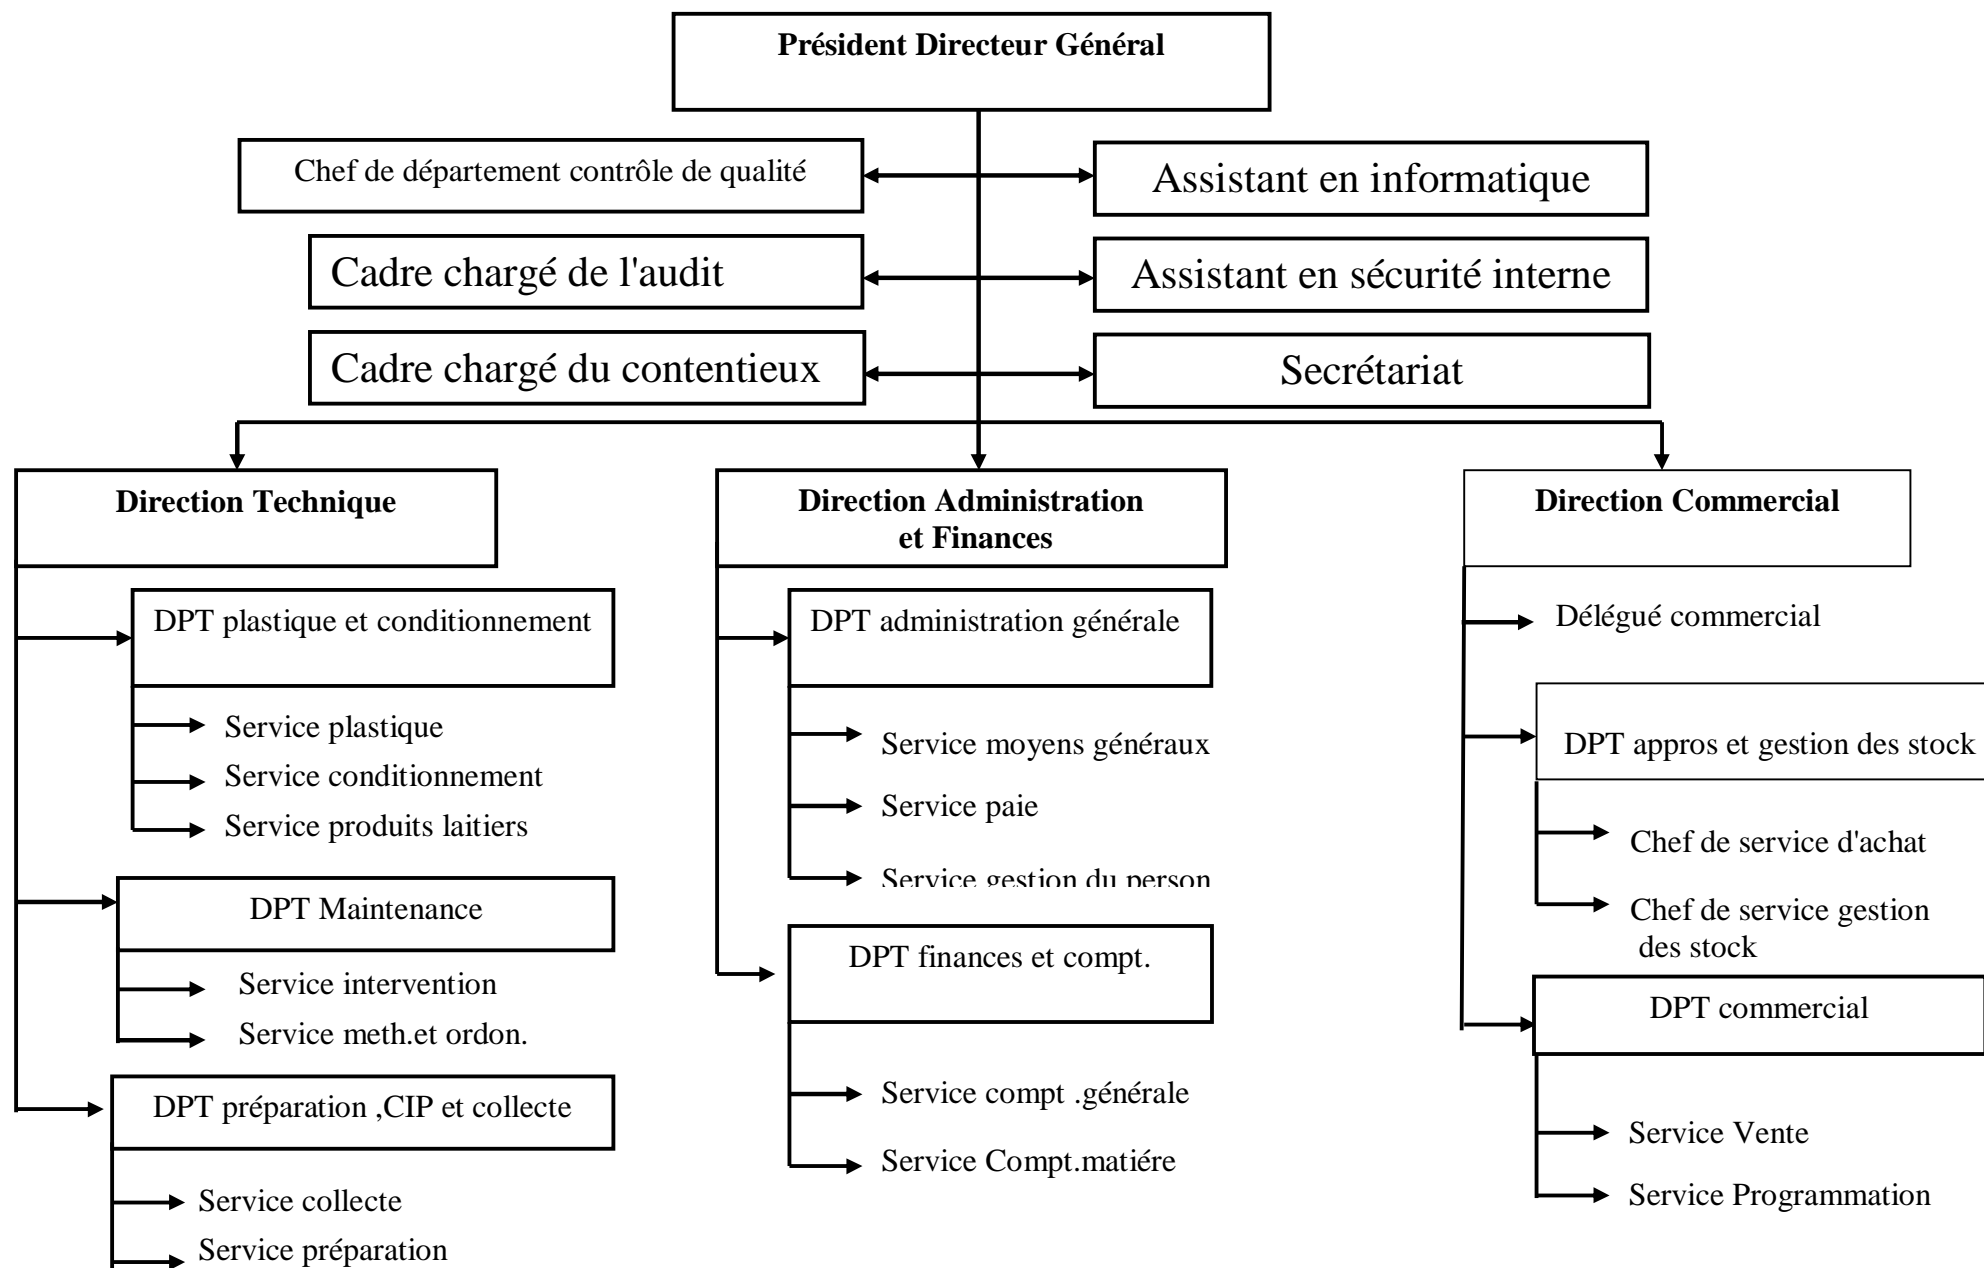 Président Directeur Général
Chef de département contrôle de qualité
Assistant en informatique
Cadre chargé de l'audit
Assistant en sécurité interne
Cadre chargé du contentieux
Secrétariat
Direction Technique
DPT plastique et conditionnement
Service plastique
Service conditionnement
Service produits laitiers
DPT Maintenance
Service intervention
Service meth.et ordon.
DPT préparation ,CIP et collecte
Service collecte
Service préparation
Direction Administration
et Finances
DPT administration générale
Service moyens généraux
Service paie
Service gestion du person
DPT finances et compt.
Service compt .générale
Service Compt.matiére
Direction Commercial
Délégué commercial
DPT appros et gestion des stock
Chef de service d'achat
Chef de service gestion
des stock
DPT commercial
Service Vente
Service Programmation